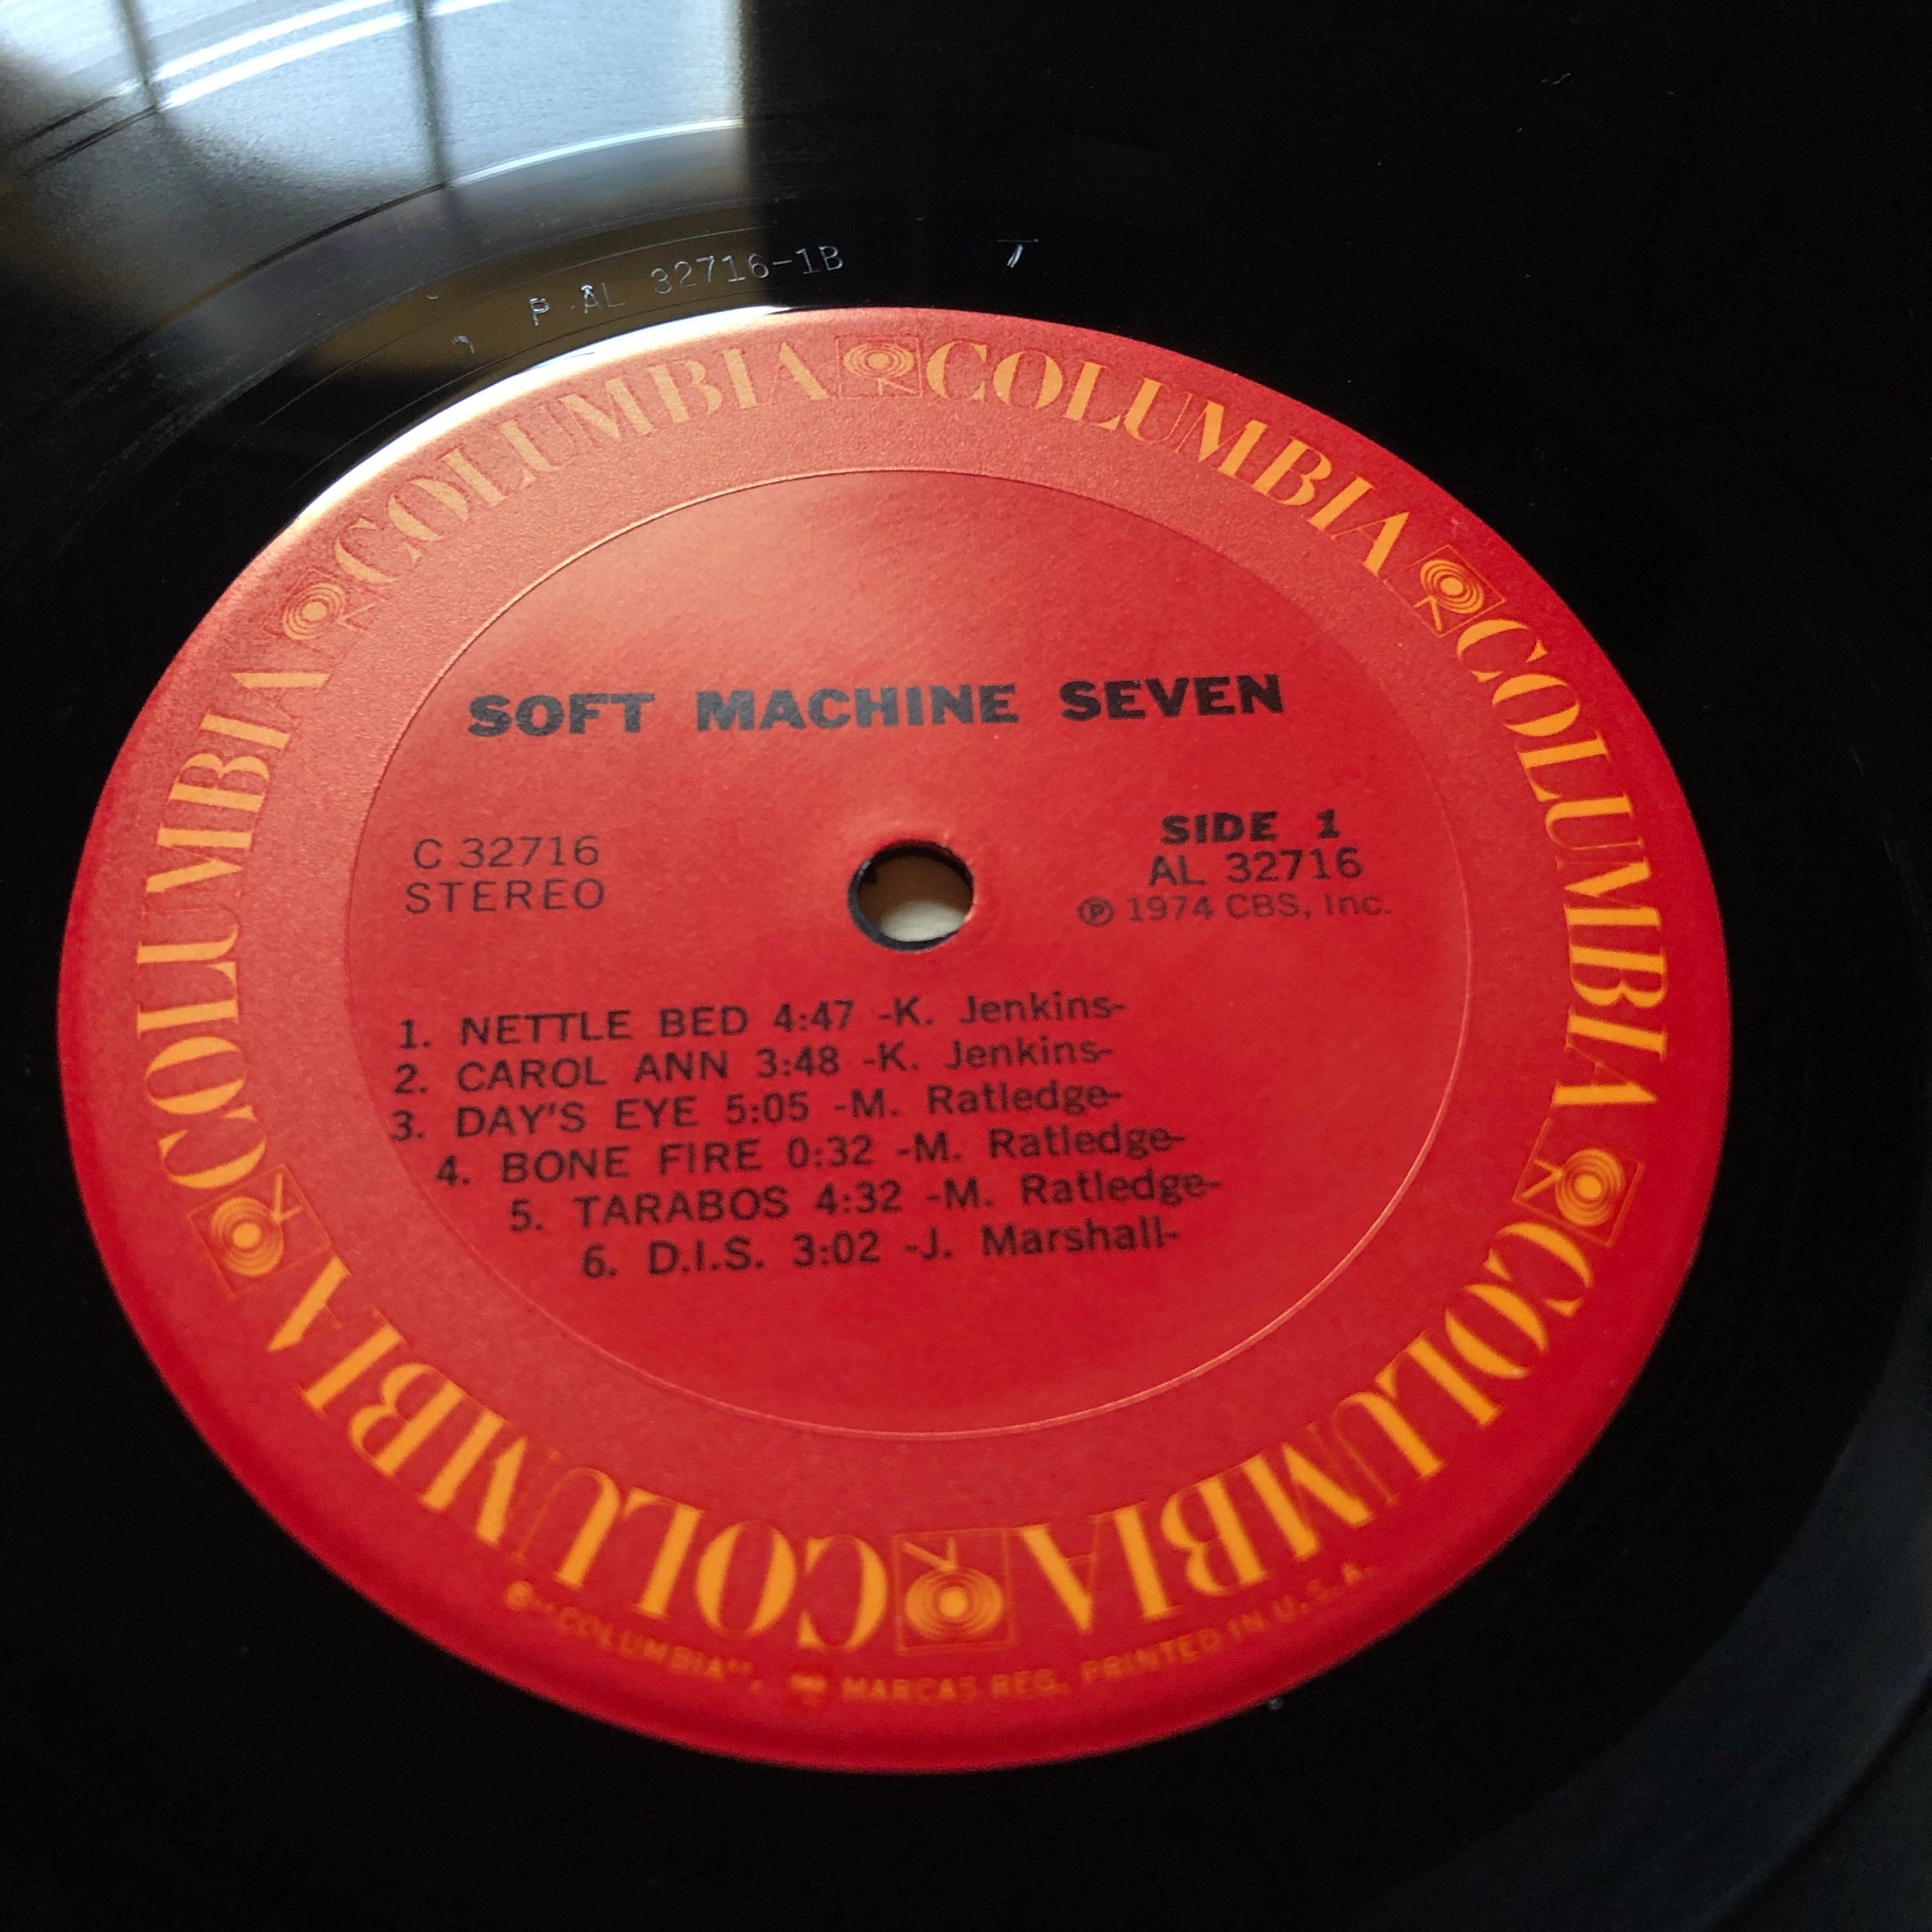 P AL 32716-1B
COLUMBIA COLUMBIA COLUMBIA COLUMBIA COLUMBIA COLUMBIA
SOFT MACHINE SEVEN
C 32716
STEREO
SIDE 1
AL 32716
Ⓟ 1974 CBS, Inc.
1. NETTLE BED 4:47 -K. Jenkins-
2. CAROL ANN 3:48 -K. Jenkins-
3. DAY'S EYE 5:05 -M. Ratledge-
4. BONE FIRE 0:32 -M. Ratledge-
5. TARABOS 4:32 -M. Ratledge-
6. D.I.S. 3:02 -J. Marshall-
"COLUMBIA", MARCAS REG. PRINTED IN U.S.A.